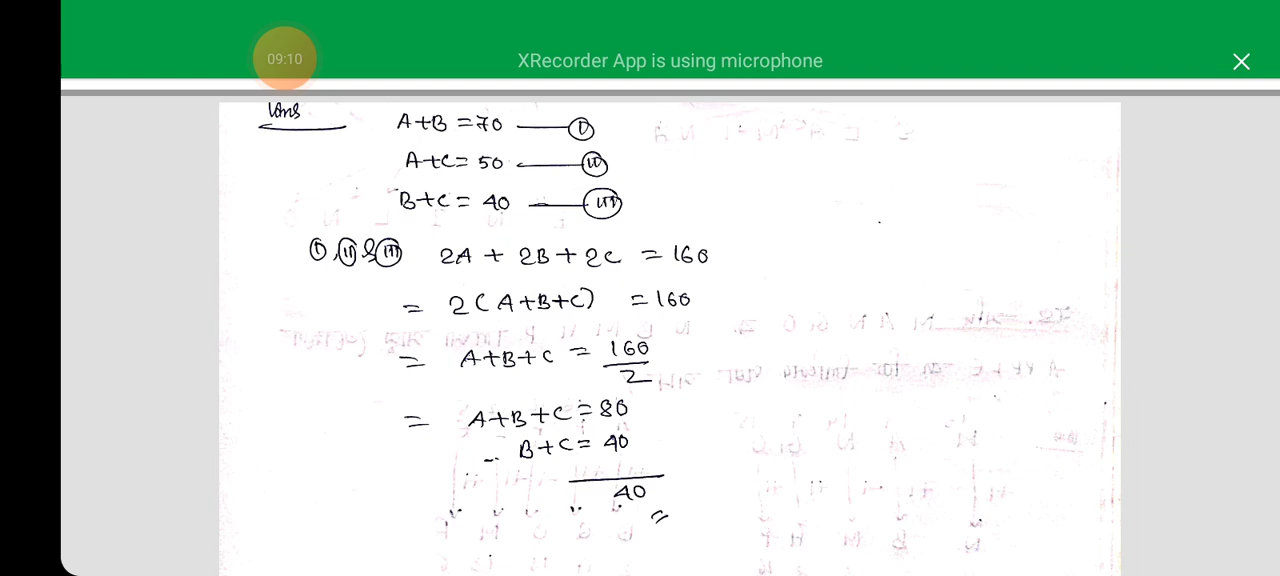 09:10
XRecorder App is using microphone
Ans
A+B = 70 — (i)
A+C = 50 — (ii)
B+C = 40 — (iii)
(i), (ii) & (iii) 2A + 2B + 2C = 160
= 2(A+B+C) = 160
= A+B+C = 160/2
= A+B+C = 80
- B+C = 40
40